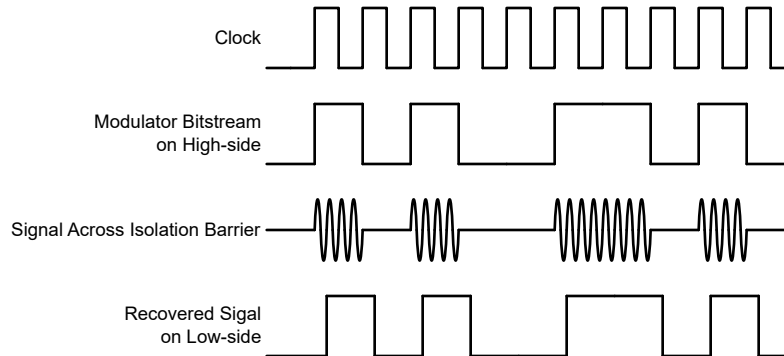 Clock
Modulator Bitstream
on High-side
Signal Across Isolation Barrier
Recovered Sigal
on Low-side